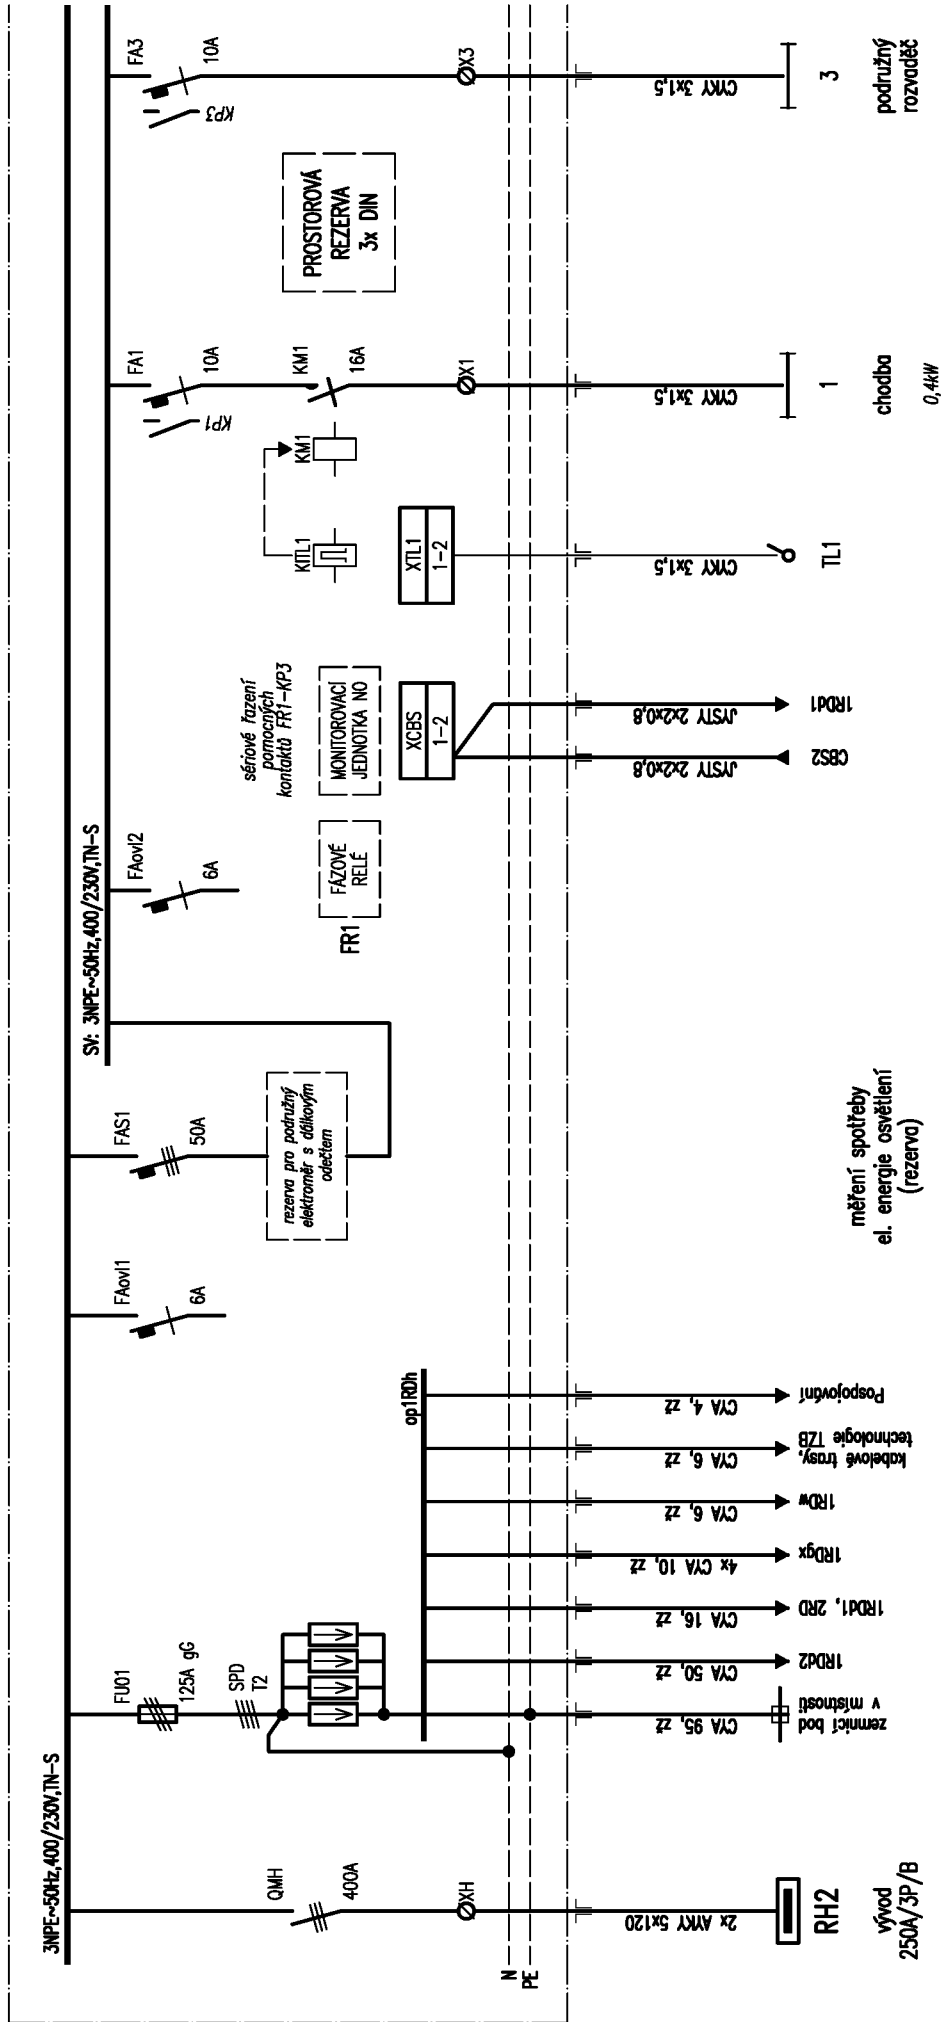 3NPE~50Hz,400/230V,TN-S
QMH
400A
XH
2x AYKY 5x120
RH2
vývod
250A/3P/B
N
PE
FU01
125A gG
SPD
T2
op1RDh
CYA 95, zž
zemnicí bod
v místnosti
CYA 50, zž
1RDd2
CYA 16, zž
1RDd1, 2RD
4x CYA 10, zž
1RDgx
CYA 6, zž
1RDw
CYA 6, zž
kabelové trasy,
technologie TZB
CYA 4, zž
Pospojování
FAovl1
6A
FAS1
50A
rezerva pro podružný
elektroměr s dálkovým
odečtem
měření spotřeby
el. energie osvětlení
(rezerva)
SV: 3NPE~50Hz,400/230V,TN-S
FAovl2
6A
FR1
FÁZOVÉ
RELÉ
sériové řazení
pomocných
kontaktů FR1-KP3
MONITOROVACÍ
JEDNOTKA NO
XCBS
1-2
JYSTY 2x2x0,8
CBS2
JYSTY 2x2x0,8
1RDd1
KITL1
KM1
XTL1
1-2
CYKY 3x1,5
TL1
FA1
10A
KP1
KM1
16A
X1
CYKY 3x1,5
1
chodba
0,4kW
PROSTOROVÁ
REZERVA
3x DIN
FA3
10A
KP3
X3
CYKY 3x1,5
3
podružný
rozvaděč